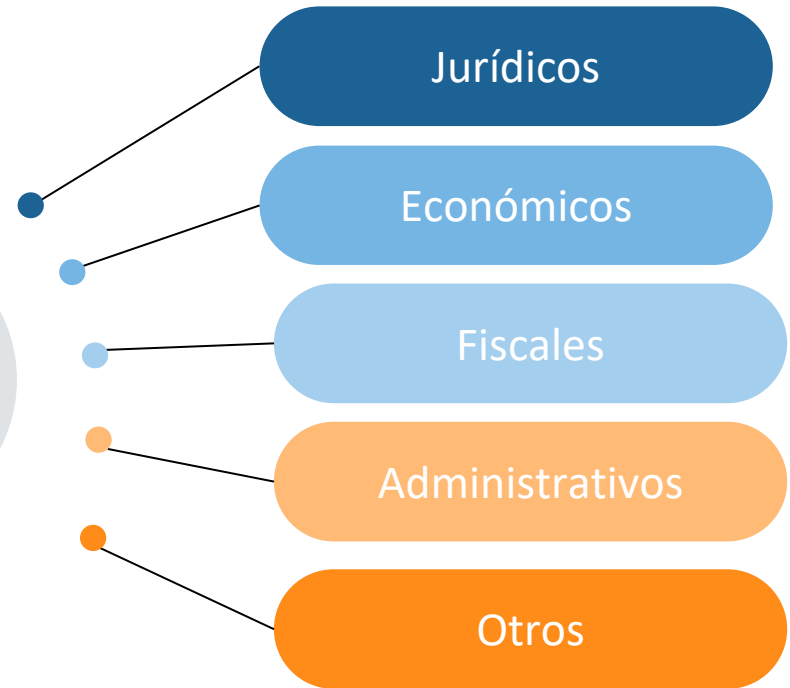 Jurídicos
Económicos
Fiscales
Administrativos
Otros